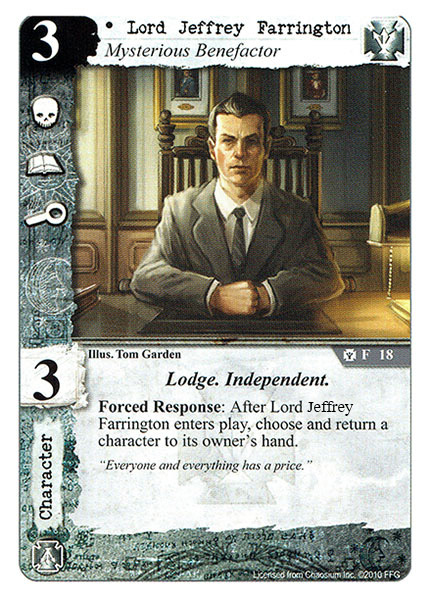 3
• Lord Jeffrey Farrington
Mysterious Benefactor
Illus. Tom Garden
F 18
3
Lodge. Independent.
Forced Response: After Lord Jeffrey
Farrington enters play, choose and return a
character to its owner's hand.
“Everyone and everything has a price.”
Character
Licensed from Chaosium Inc. ©2010 FFG